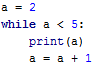 a = 2
while a < 5:
    print(a)
    a = a + 1